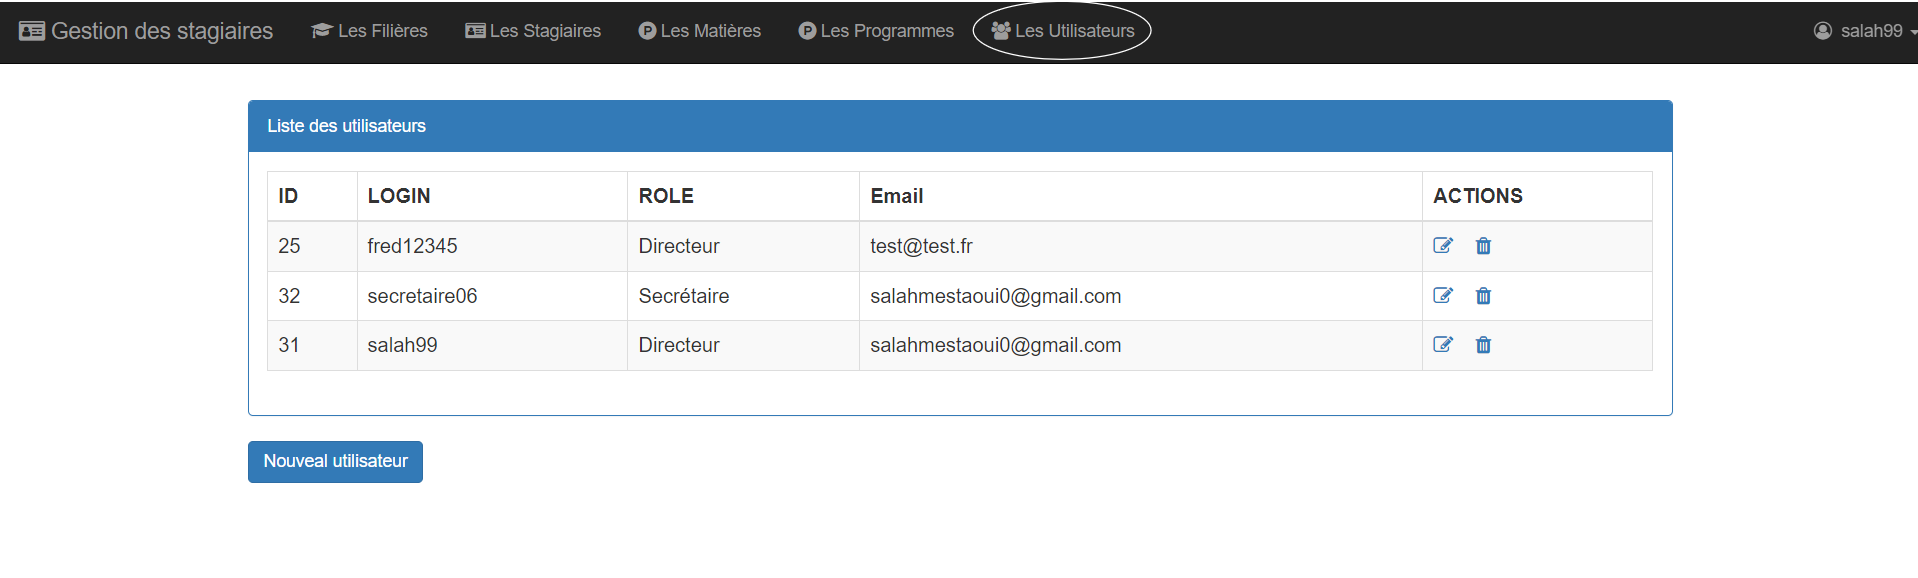 Gestion des stagiaires Les Filières Les Stagiaires Les Matières Les Programmes Les Utilisateurs salah99
Liste des utilisateurs
ID LOGIN ROLE Email ACTIONS
25 fred12345 Directeur test@test.fr
32 secretaire06 Secrétaire salahmestaoui0@gmail.com
31 salah99 Directeur salahmestaoui0@gmail.com
Nouveal utilisateur